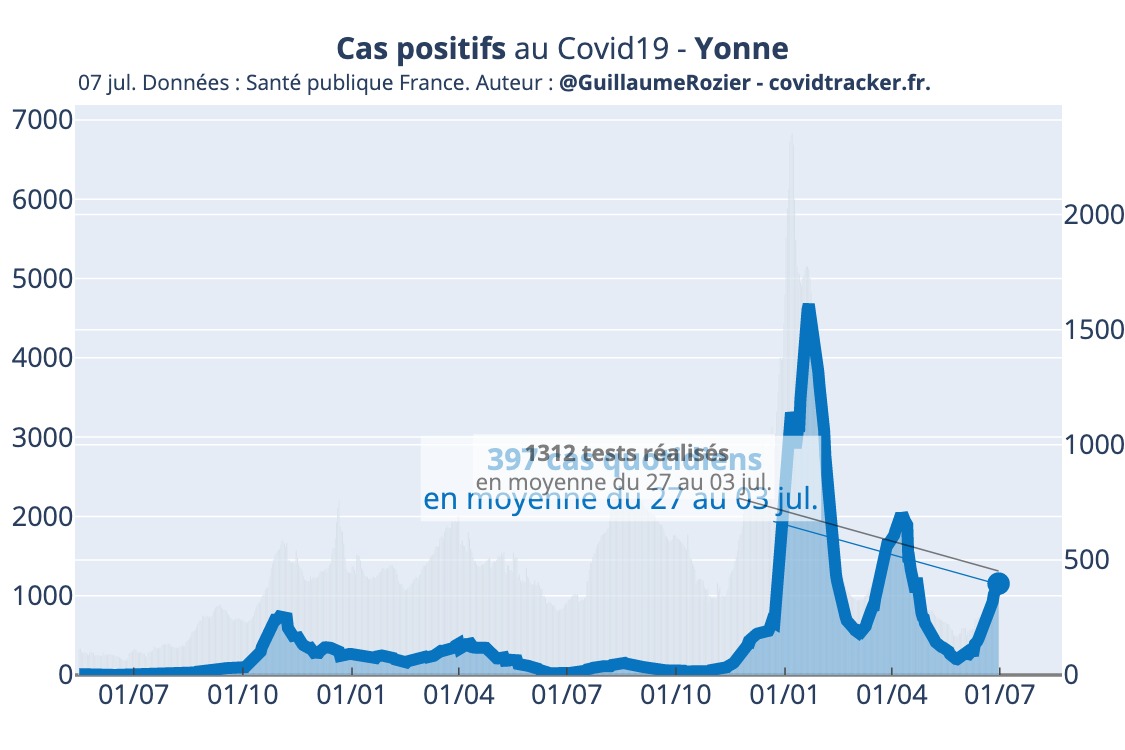 Cas positifs au Covid19 - Yonne
07 jul. Données : Santé publique France. Auteur : @GuillaumeRozier - covidtracker.fr.
7000
6000
5000
4000
3000
2000
1000
0
2000
1500
1000
500
0
1312 tests réalisés
en moyenne du 27 au 03 jul.
397 cas quotidiens
en moyenne du 27 au 03 jul.
01/07 01/10 01/01 01/04 01/07 01/10 01/01 01/04 01/07